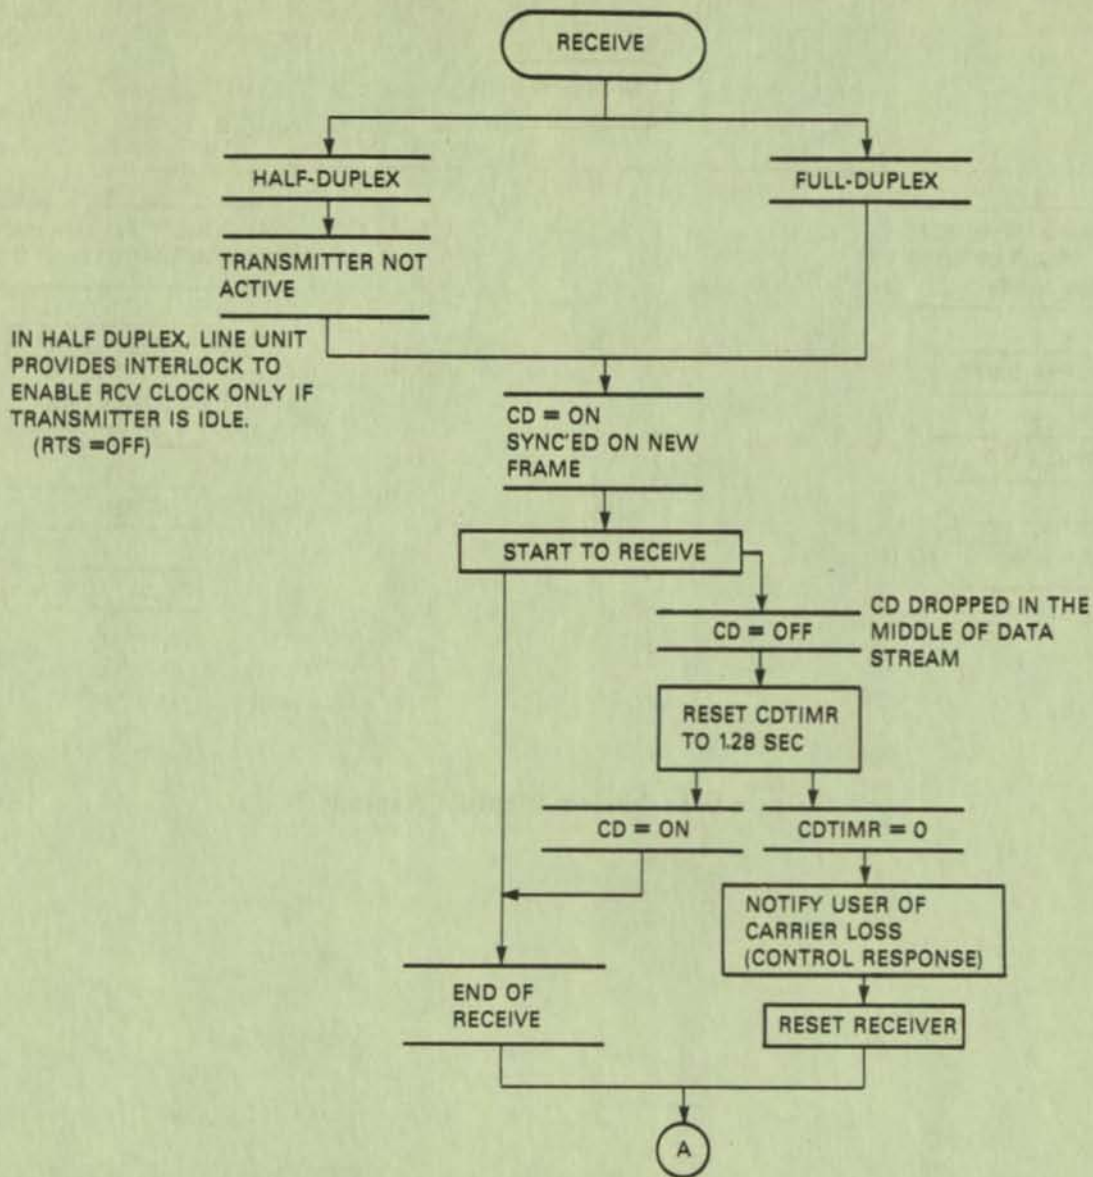 RECEIVE
HALF-DUPLEX
FULL-DUPLEX
TRANSMITTER NOT
ACTIVE
IN HALF DUPLEX, LINE UNIT
PROVIDES INTERLOCK TO
ENABLE RCV CLOCK ONLY IF
TRANSMITTER IS IDLE.
(RTS =OFF)
CD = ON
SYNC'ED ON NEW
FRAME
START TO RECEIVE
CD = OFF
CD DROPPED IN THE
MIDDLE OF DATA
STREAM
RESET CDTIMR
TO 1.28 SEC
CD = ON
CDTIMR = 0
NOTIFY USER OF
CARRIER LOSS
(CONTROL RESPONSE)
END OF
RECEIVE
RESET RECEIVER
A